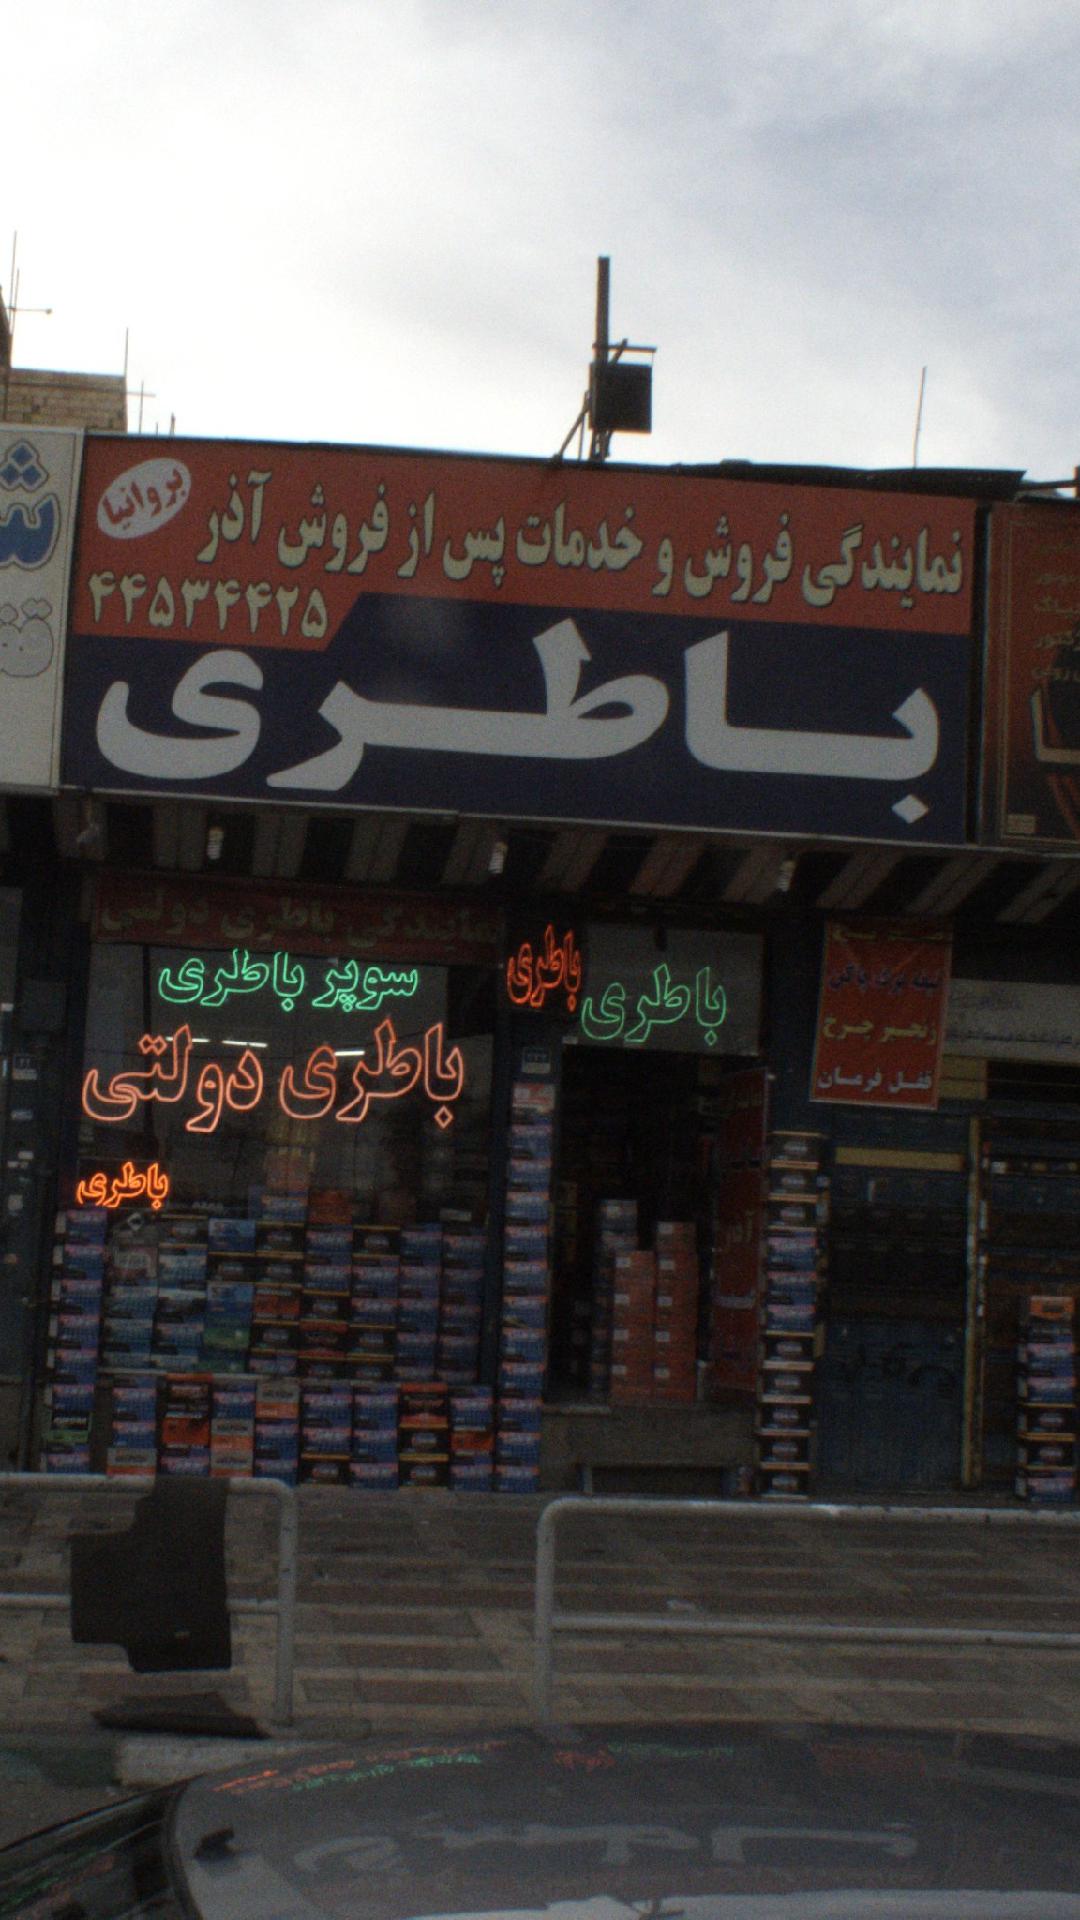 نمایندگی فروش و خدمات پس از فروش آذر
بروانیا
۴۴۵۳۴۴۲۵
باطری
نمایندگی باطری دولتی
سوپر باطری
باطری
باطری
باطری دولتی
باطری
زنجیر چرخ
قفل فرمان